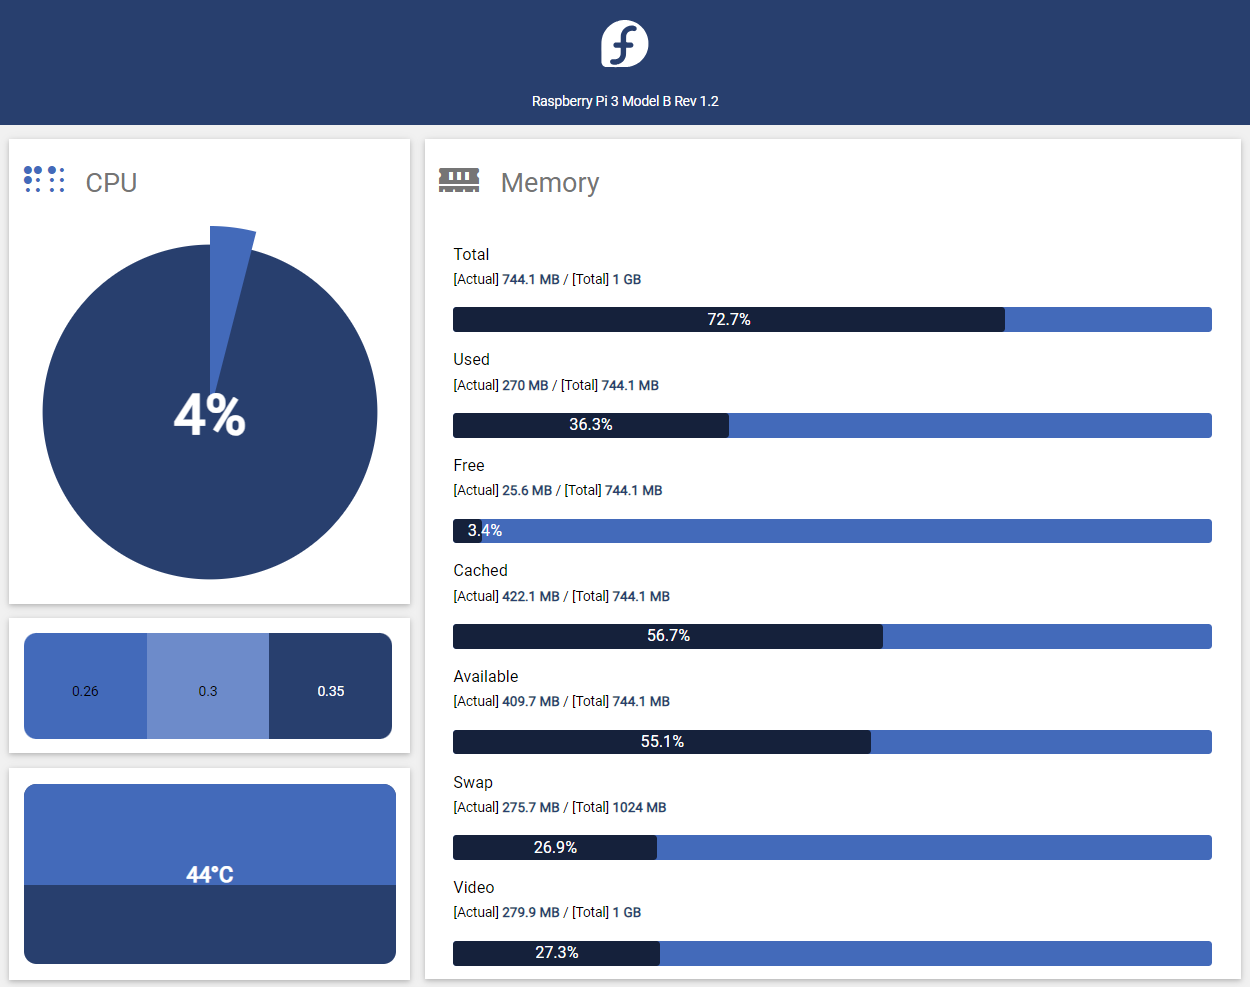 Raspberry Pi 3 Model B Rev 1.2
CPU
4%
0.26
0.3
0.35
44°C
Memory
Total
[Actual] 744.1 MB / [Total] 1 GB
72.7%
Used
[Actual] 270 MB / [Total] 744.1 MB
36.3%
Free
[Actual] 25.6 MB / [Total] 744.1 MB
3.4%
Cached
[Actual] 422.1 MB / [Total] 744.1 MB
56.7%
Available
[Actual] 409.7 MB / [Total] 744.1 MB
55.1%
Swap
[Actual] 275.7 MB / [Total] 1024 MB
26.9%
Video
[Actual] 279.9 MB / [Total] 1 GB
27.3%